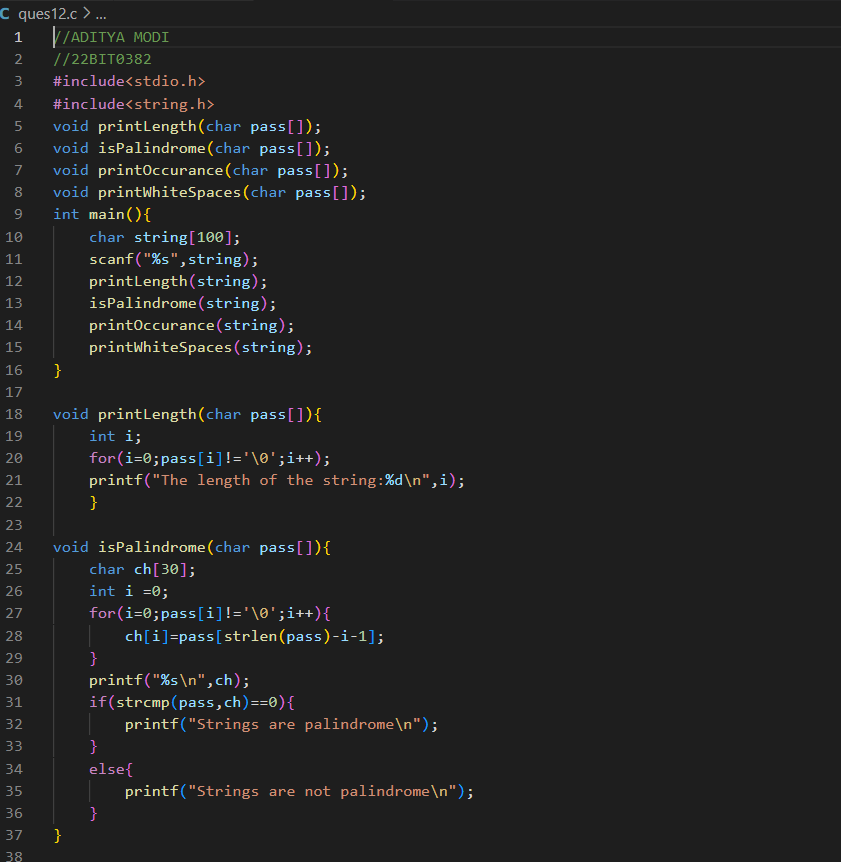 C ques12.c > ...
1 //ADITYA MODI
2 //22BIT0382
3 #include<stdio.h>
4 #include<string.h>
5 void printLength(char pass[]);
6 void isPalindrome(char pass[]);
7 void printOccurance(char pass[]);
8 void printWhiteSpaces(char pass[]);
9 int main(){
10     char string[100];
11     scanf("%s",string);
12     printLength(string);
13     isPalindrome(string);
14     printOccurance(string);
15     printWhiteSpaces(string);
16 }
17
18 void printLength(char pass[]){
19     int i;
20     for(i=0;pass[i]!='\0';i++);
21     printf("The length of the string:%d\n",i);
22     }
23
24 void isPalindrome(char pass[]){
25     char ch[30];
26     int i =0;
27     for(i=0;pass[i]!='\0';i++){
28         ch[i]=pass[strlen(pass)-i-1];
29     }
30     printf("%s\n",ch);
31     if(strcmp(pass,ch)==0){
32         printf("Strings are palindrome\n");
33     }
34     else{
35         printf("Strings are not palindrome\n");
36     }
37 }
38